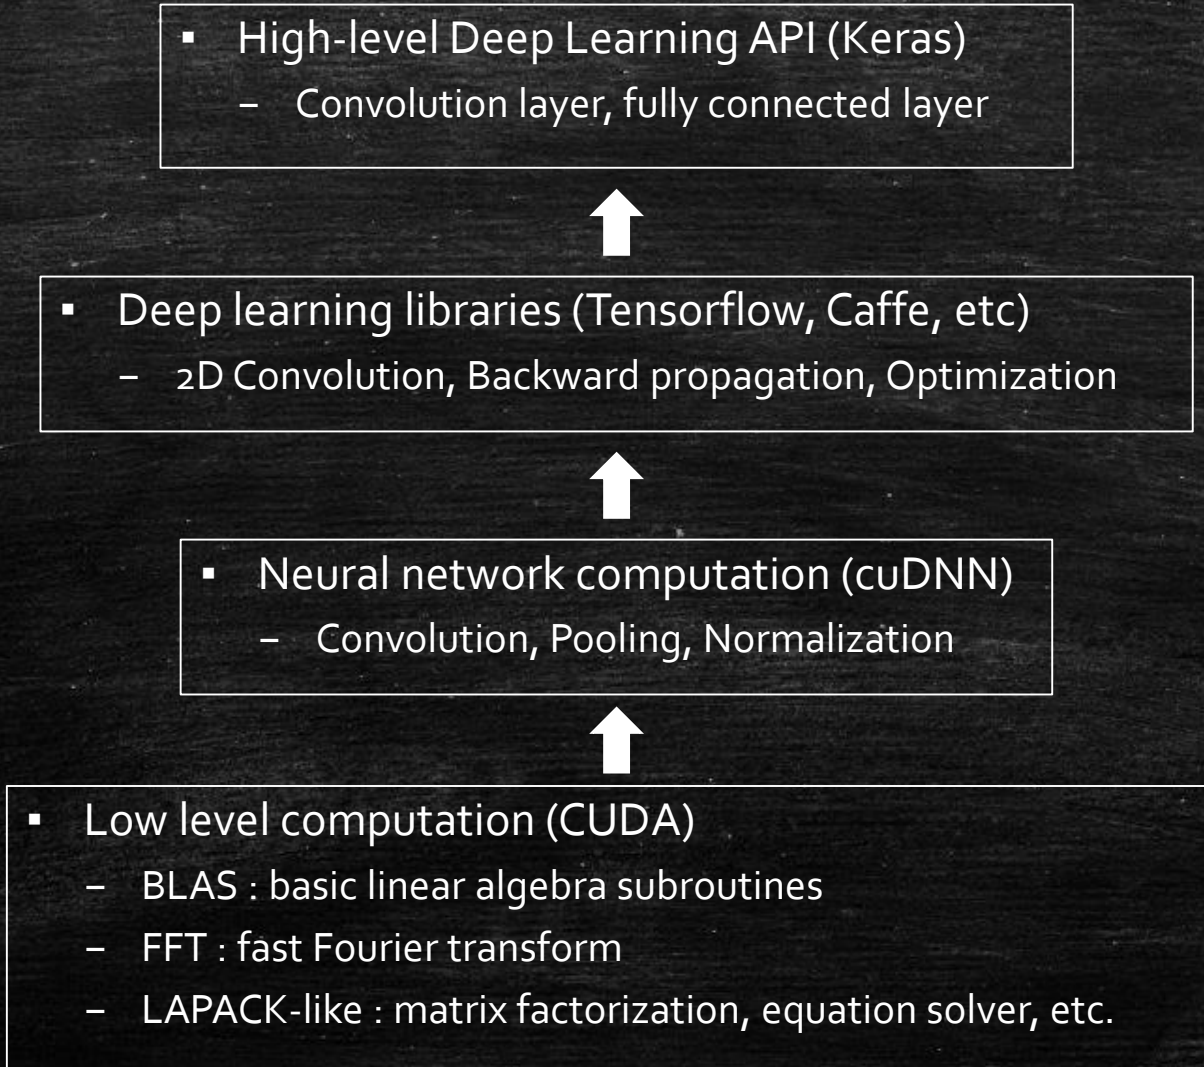 ▪ High-level Deep Learning API (Keras)
– Convolution layer, fully connected layer
▪ Deep learning libraries (Tensorflow, Caffe, etc)
– 2D Convolution, Backward propagation, Optimization
▪ Neural network computation (cuDNN)
– Convolution, Pooling, Normalization
▪ Low level computation (CUDA)
– BLAS : basic linear algebra subroutines
– FFT : fast Fourier transform
– LAPACK-like : matrix factorization, equation solver, etc.